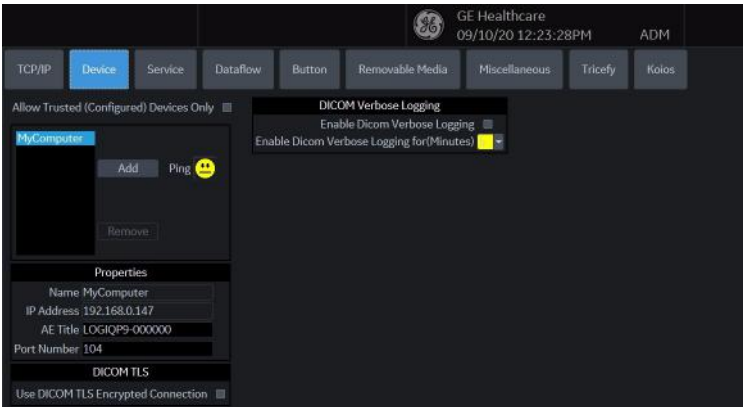 GE Healthcare
09/10/20 12:23:28PM ADM
TCP/IP Device Service Dataflow Button Removable Media Miscellaneous Tricefy Koios
Allow Trusted (Configured) Devices Only
MyComputer
Add Ping
Remove
Properties
Name MyComputer
IP Address 192.168.0.147
AE Title LOGIQP9-000000
Port Number 104
DICOM TLS
Use DICOM TLS Encrypted Connection
DICOM Verbose Logging
Enable Dicom Verbose Logging
Enable Dicom Verbose Logging for(Minutes)